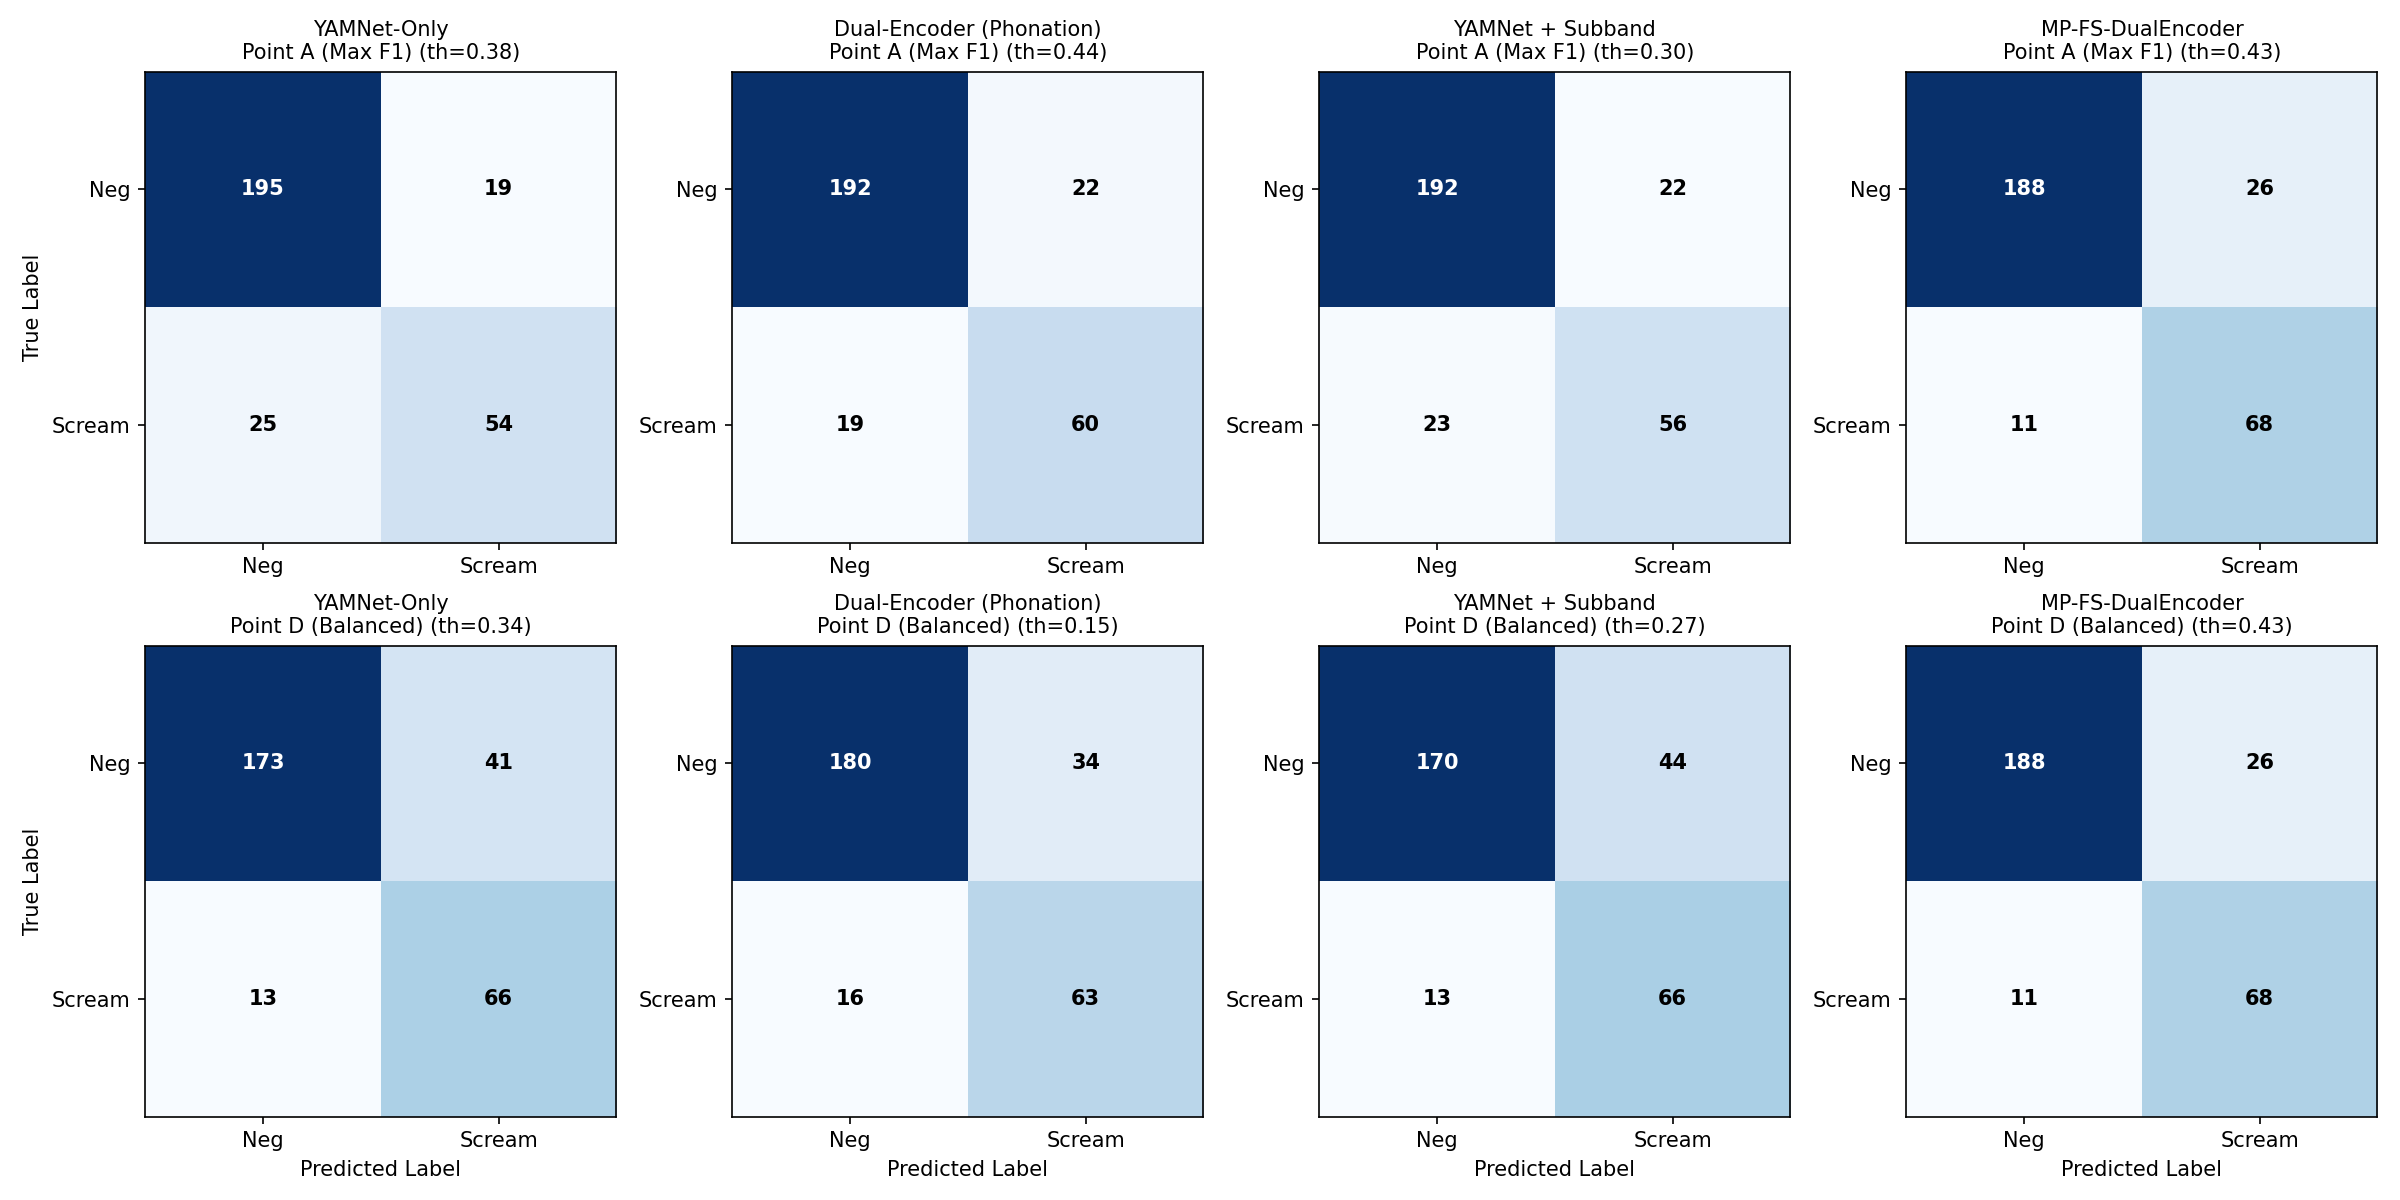 YAMNet-Only
Point A (Max F1) (th=0.38)
Dual-Encoder (Phonation)
Point A (Max F1) (th=0.44)
YAMNet + Subband
Point A (Max F1) (th=0.30)
MP-FS-DualEncoder
Point A (Max F1) (th=0.43)
True Label
Neg 195 19
Scream 25 54
Neg Scream
Neg 192 22
Scream 19 60
Neg Scream
Neg 192 22
Scream 23 56
Neg Scream
Neg 188 26
Scream 11 68
Neg Scream
YAMNet-Only
Point D (Balanced) (th=0.34)
Dual-Encoder (Phonation)
Point D (Balanced) (th=0.15)
YAMNet + Subband
Point D (Balanced) (th=0.27)
MP-FS-DualEncoder
Point D (Balanced) (th=0.43)
True Label
Neg 173 41
Scream 13 66
Neg Scream
Predicted Label
Neg 180 34
Scream 16 63
Neg Scream
Predicted Label
Neg 170 44
Scream 13 66
Neg Scream
Predicted Label
Neg 188 26
Scream 11 68
Neg Scream
Predicted Label